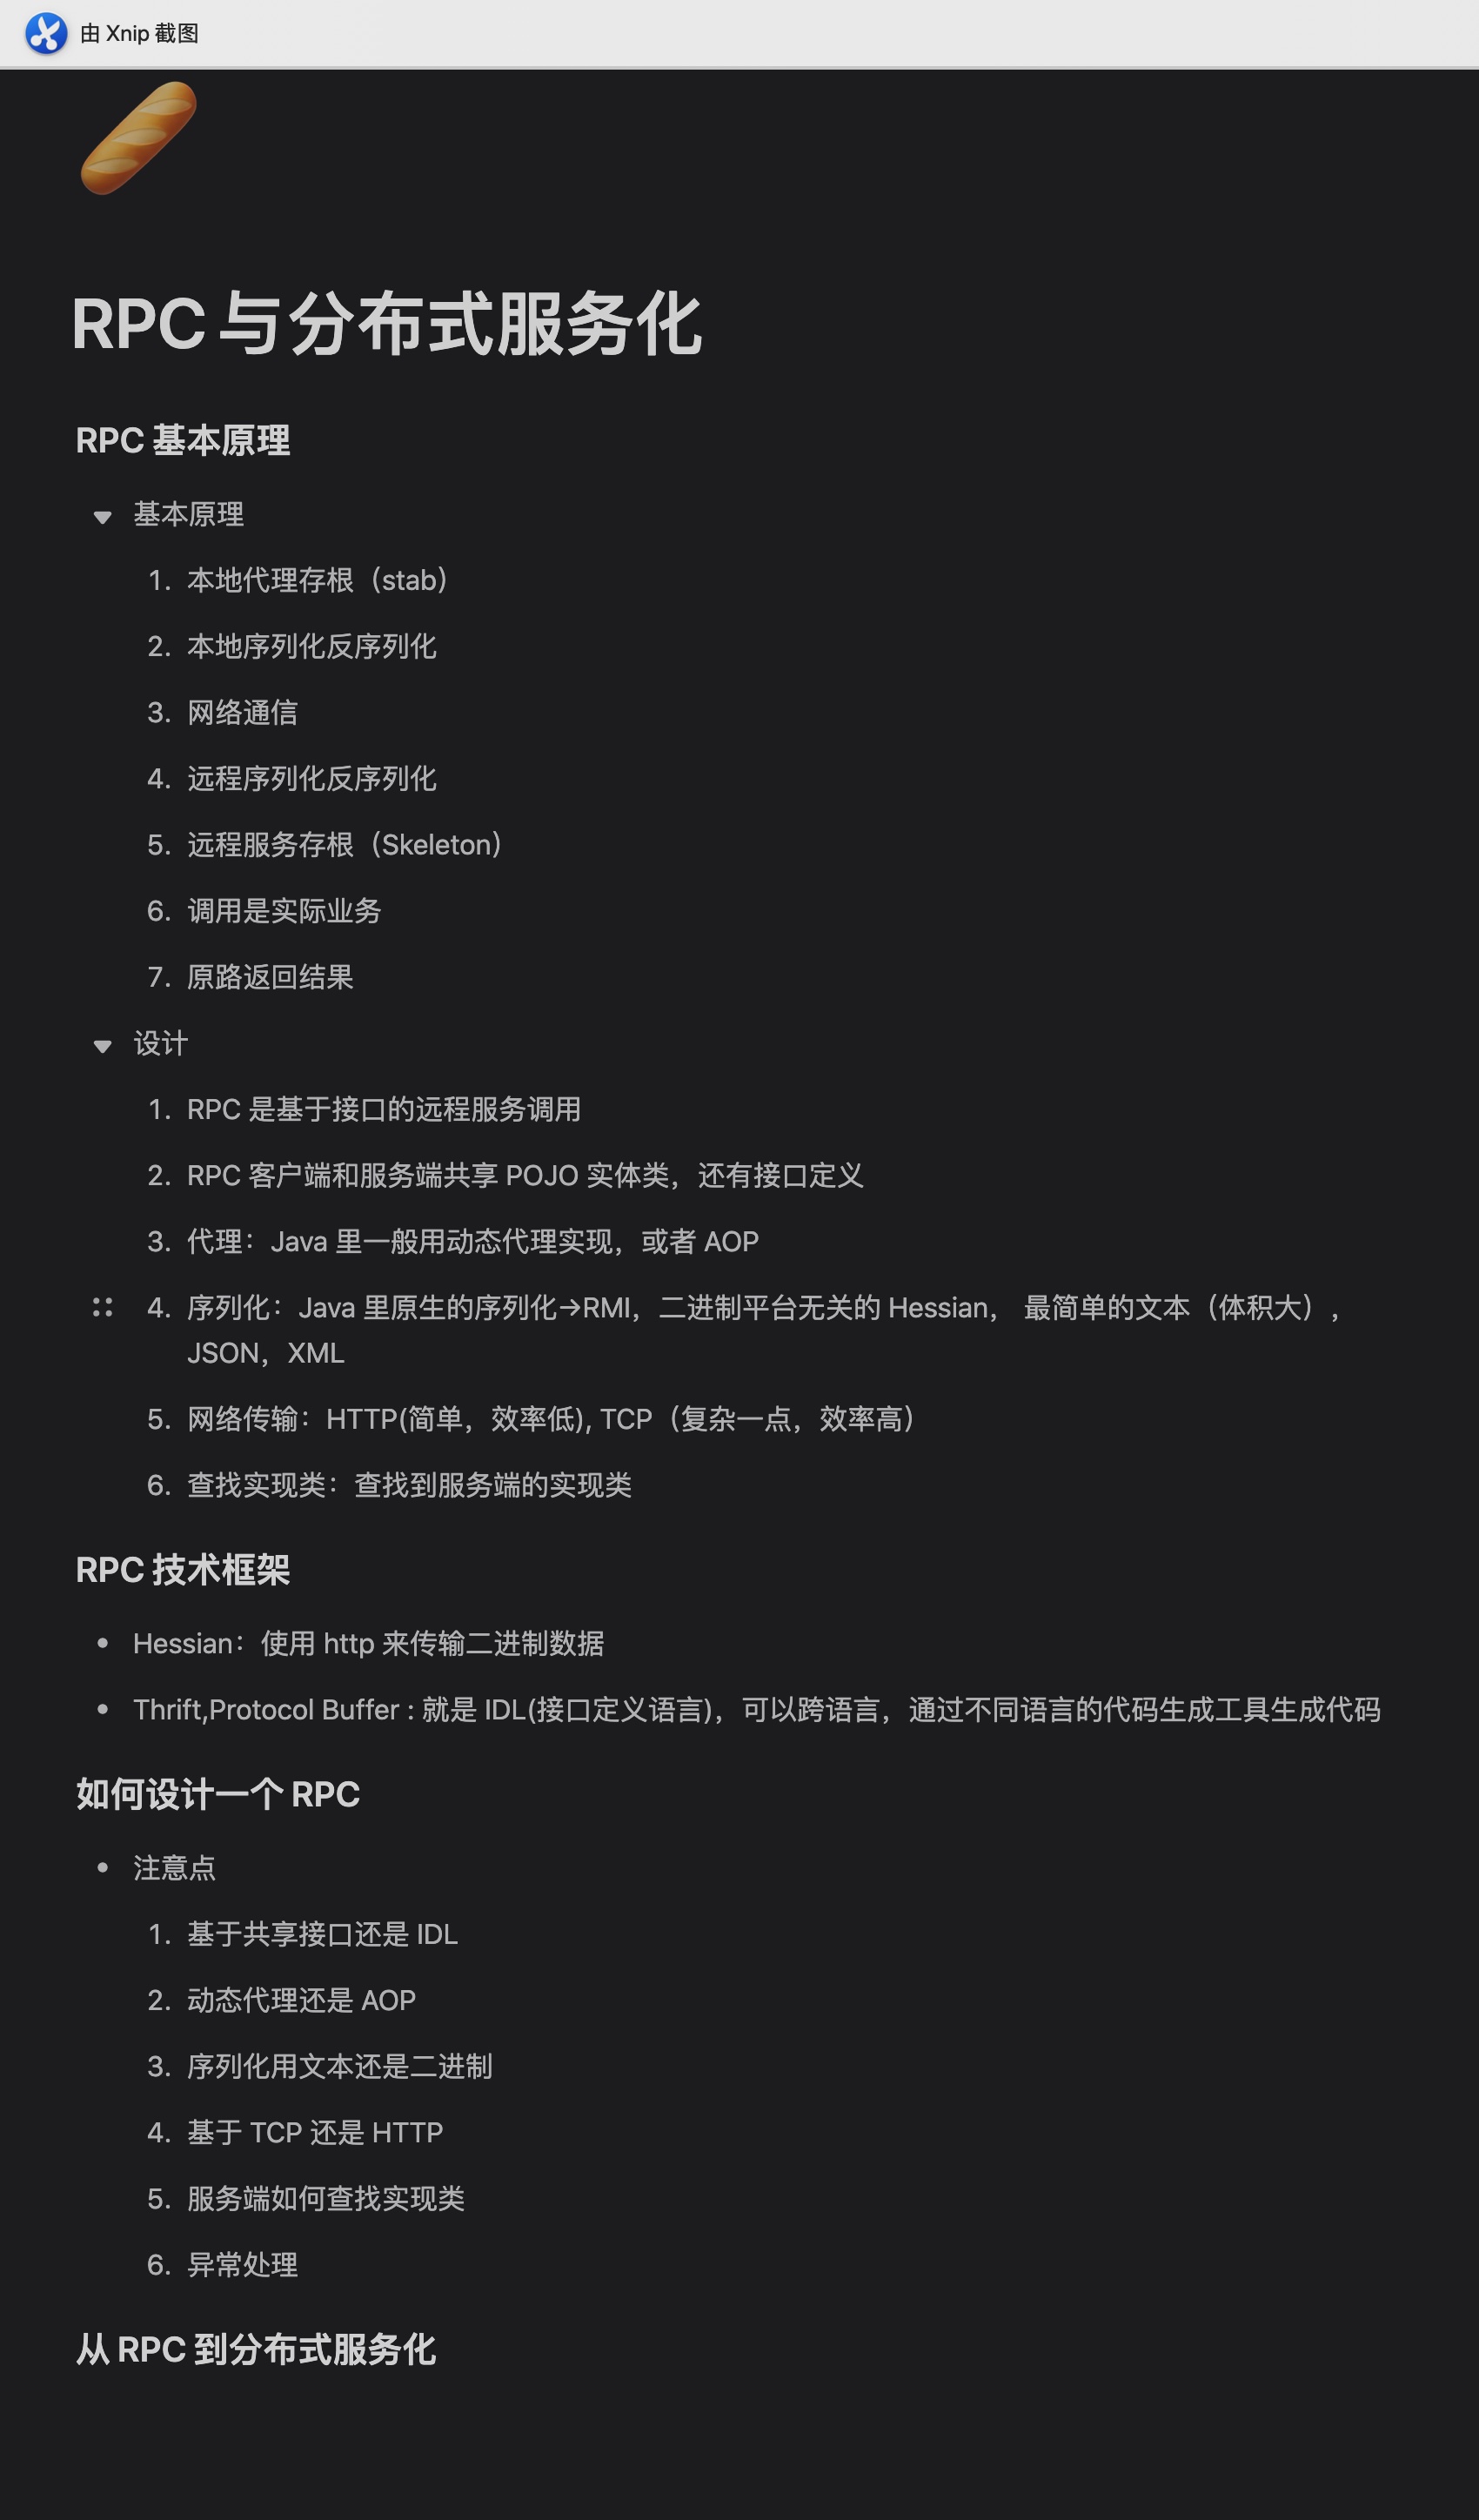 由 Xnip 截图
RPC 与分布式服务化
RPC 基本原理
基本原理
1. 本地代理存根（stab）
2. 本地序列化反序列化
3. 网络通信
4. 远程序列化反序列化
5. 远程服务存根（Skeleton）
6. 调用是实际业务
7. 原路返回结果
设计
1. RPC 是基于接口的远程服务调用
2. RPC 客户端和服务端共享 POJO 实体类，还有接口定义
3. 代理：Java 里一般用动态代理实现，或者 AOP
4. 序列化：Java 里原生的序列化→RMI，二进制平台无关的 Hessian， 最简单的文本（体积大），
JSON，XML
5. 网络传输：HTTP(简单，效率低), TCP（复杂一点，效率高）
6. 查找实现类：查找到服务端的实现类
RPC 技术框架
• Hessian：使用 http 来传输二进制数据
• Thrift,Protocol Buffer : 就是 IDL(接口定义语言)，可以跨语言，通过不同语言的代码生成工具生成代码
如何设计一个 RPC
• 注意点
1. 基于共享接口还是 IDL
2. 动态代理还是 AOP
3. 序列化用文本还是二进制
4. 基于 TCP 还是 HTTP
5. 服务端如何查找实现类
6. 异常处理
从 RPC 到分布式服务化